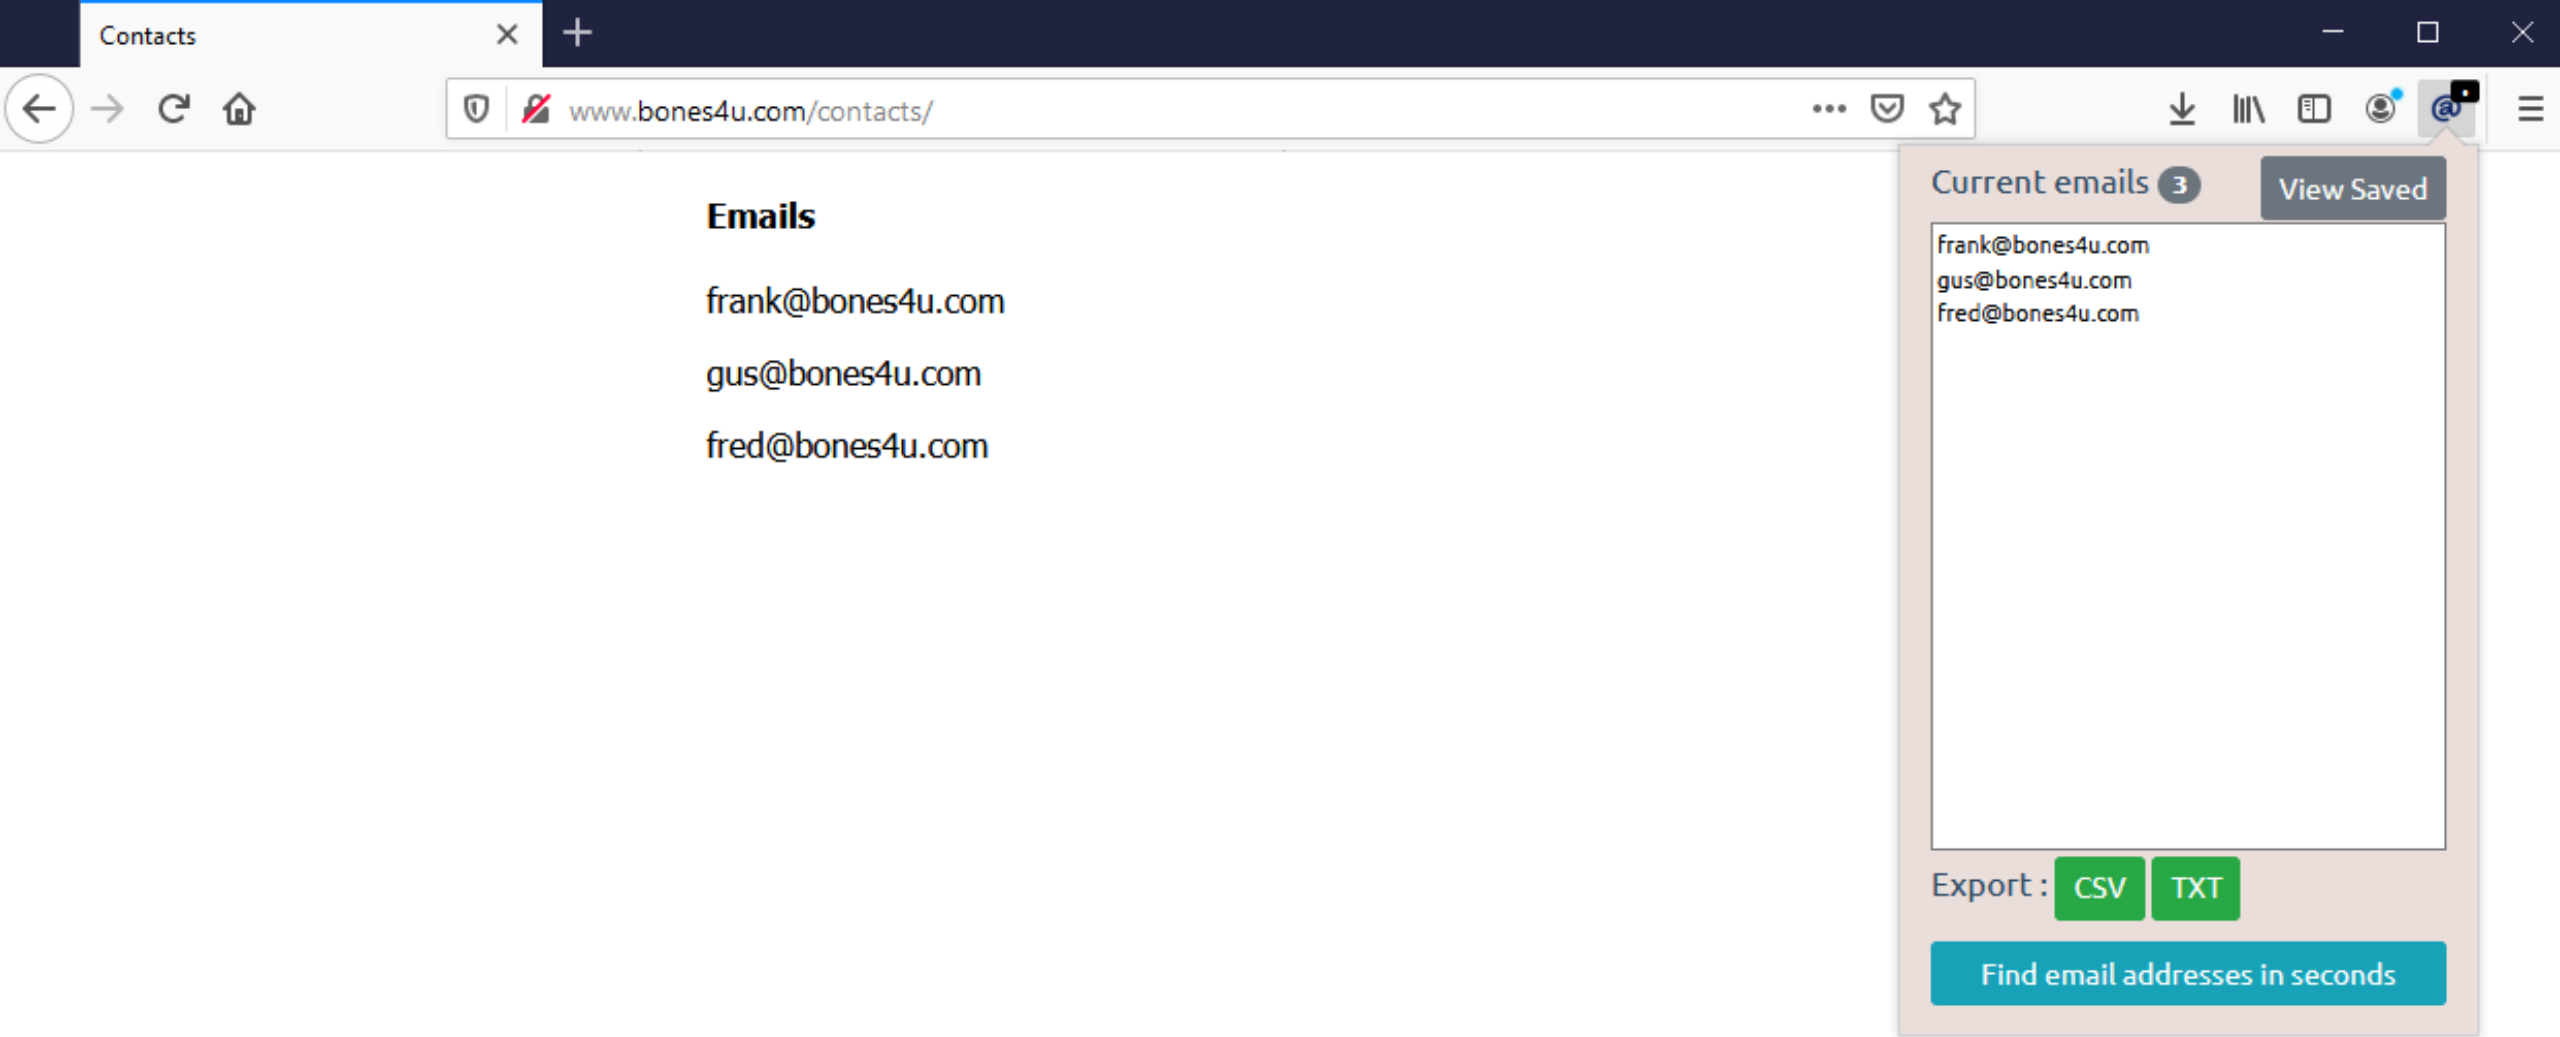 Contacts
www.bones4u.com/contacts/
Emails
frank@bones4u.com
gus@bones4u.com
fred@bones4u.com
Current emails 3
View Saved
frank@bones4u.com
gus@bones4u.com
fred@bones4u.com
Export : CSV TXT
Find email addresses in seconds